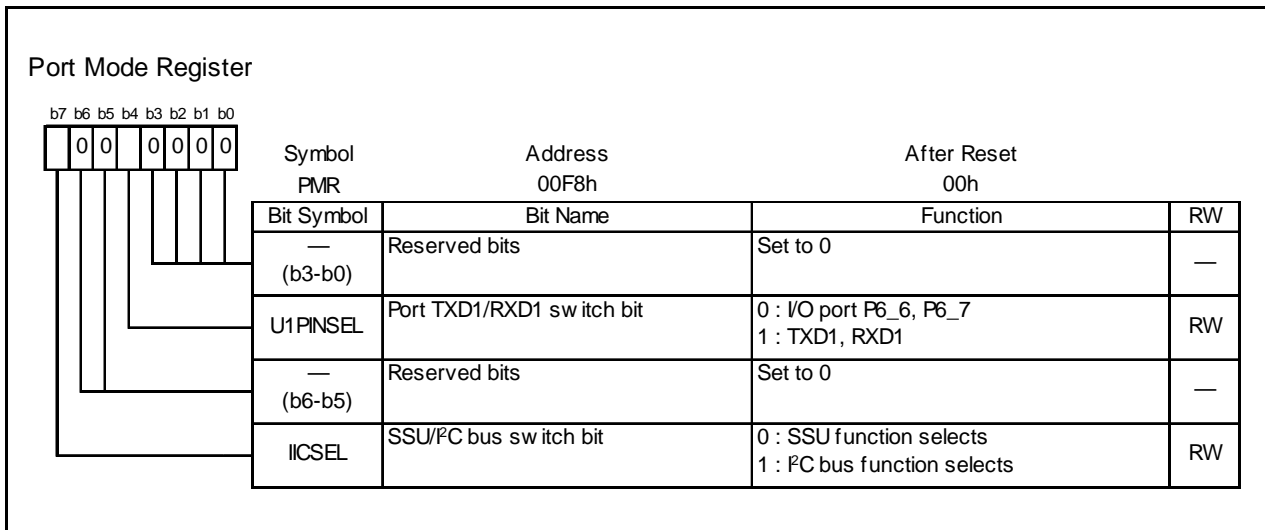 Port Mode Register
b7 b6 b5 b4 b3 b2 b1 b0
0 0 0 0 0 0
Symbol Address After Reset
PMR 00F8h 00h
Bit Symbol Bit Name Function RW
— Reserved bits Set to 0 —
(b3-b0)
U1PINSEL Port TXD1/RXD1 switch bit 0 : I/O port P6_6, P6_7 RW
1 : TXD1, RXD1
— Reserved bits Set to 0 —
(b6-b5)
IICSEL SSU/I²C bus switch bit 0 : SSU function selects RW
1 : I²C bus function selects